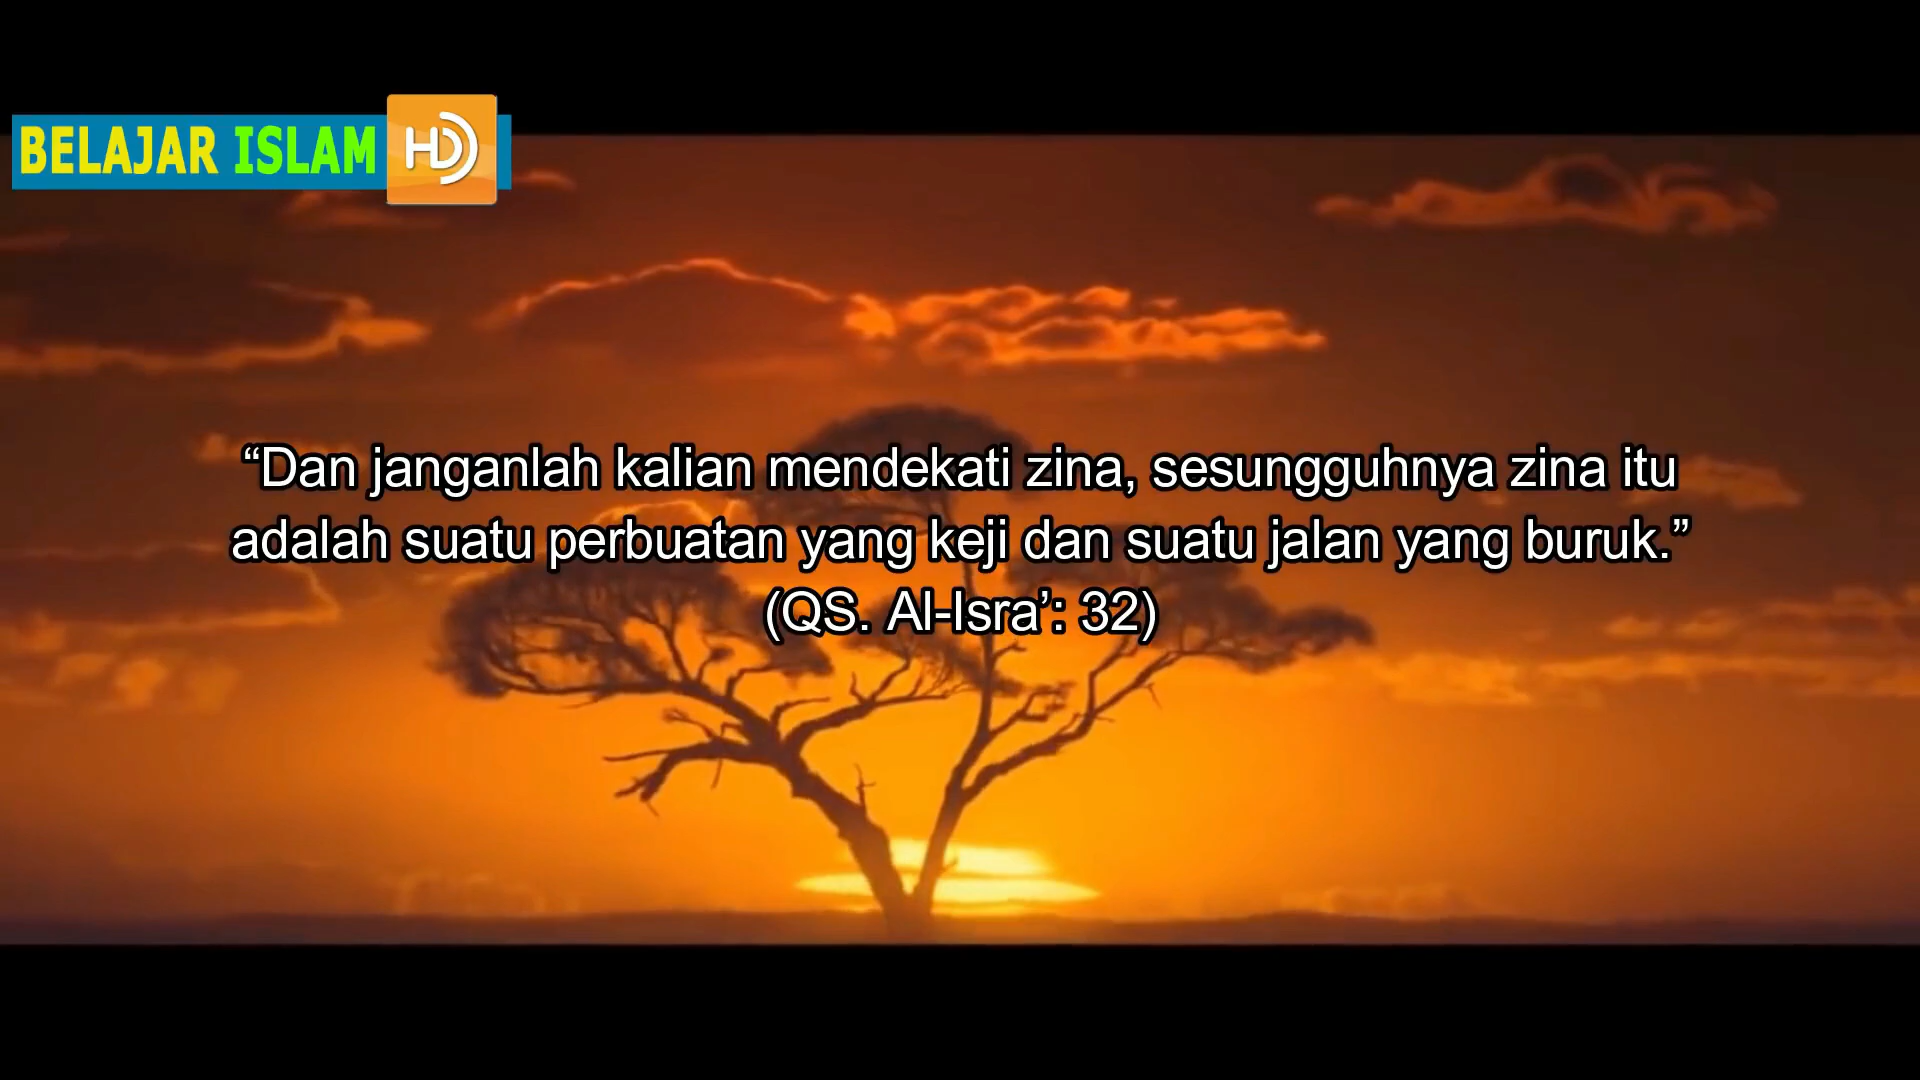 BELAJAR ISLAM HD
“Dan janganlah kalian mendekati zina, sesungguhnya zina itu
adalah suatu perbuatan yang keji dan suatu jalan yang buruk.”
(QS. Al-Isra’: 32)